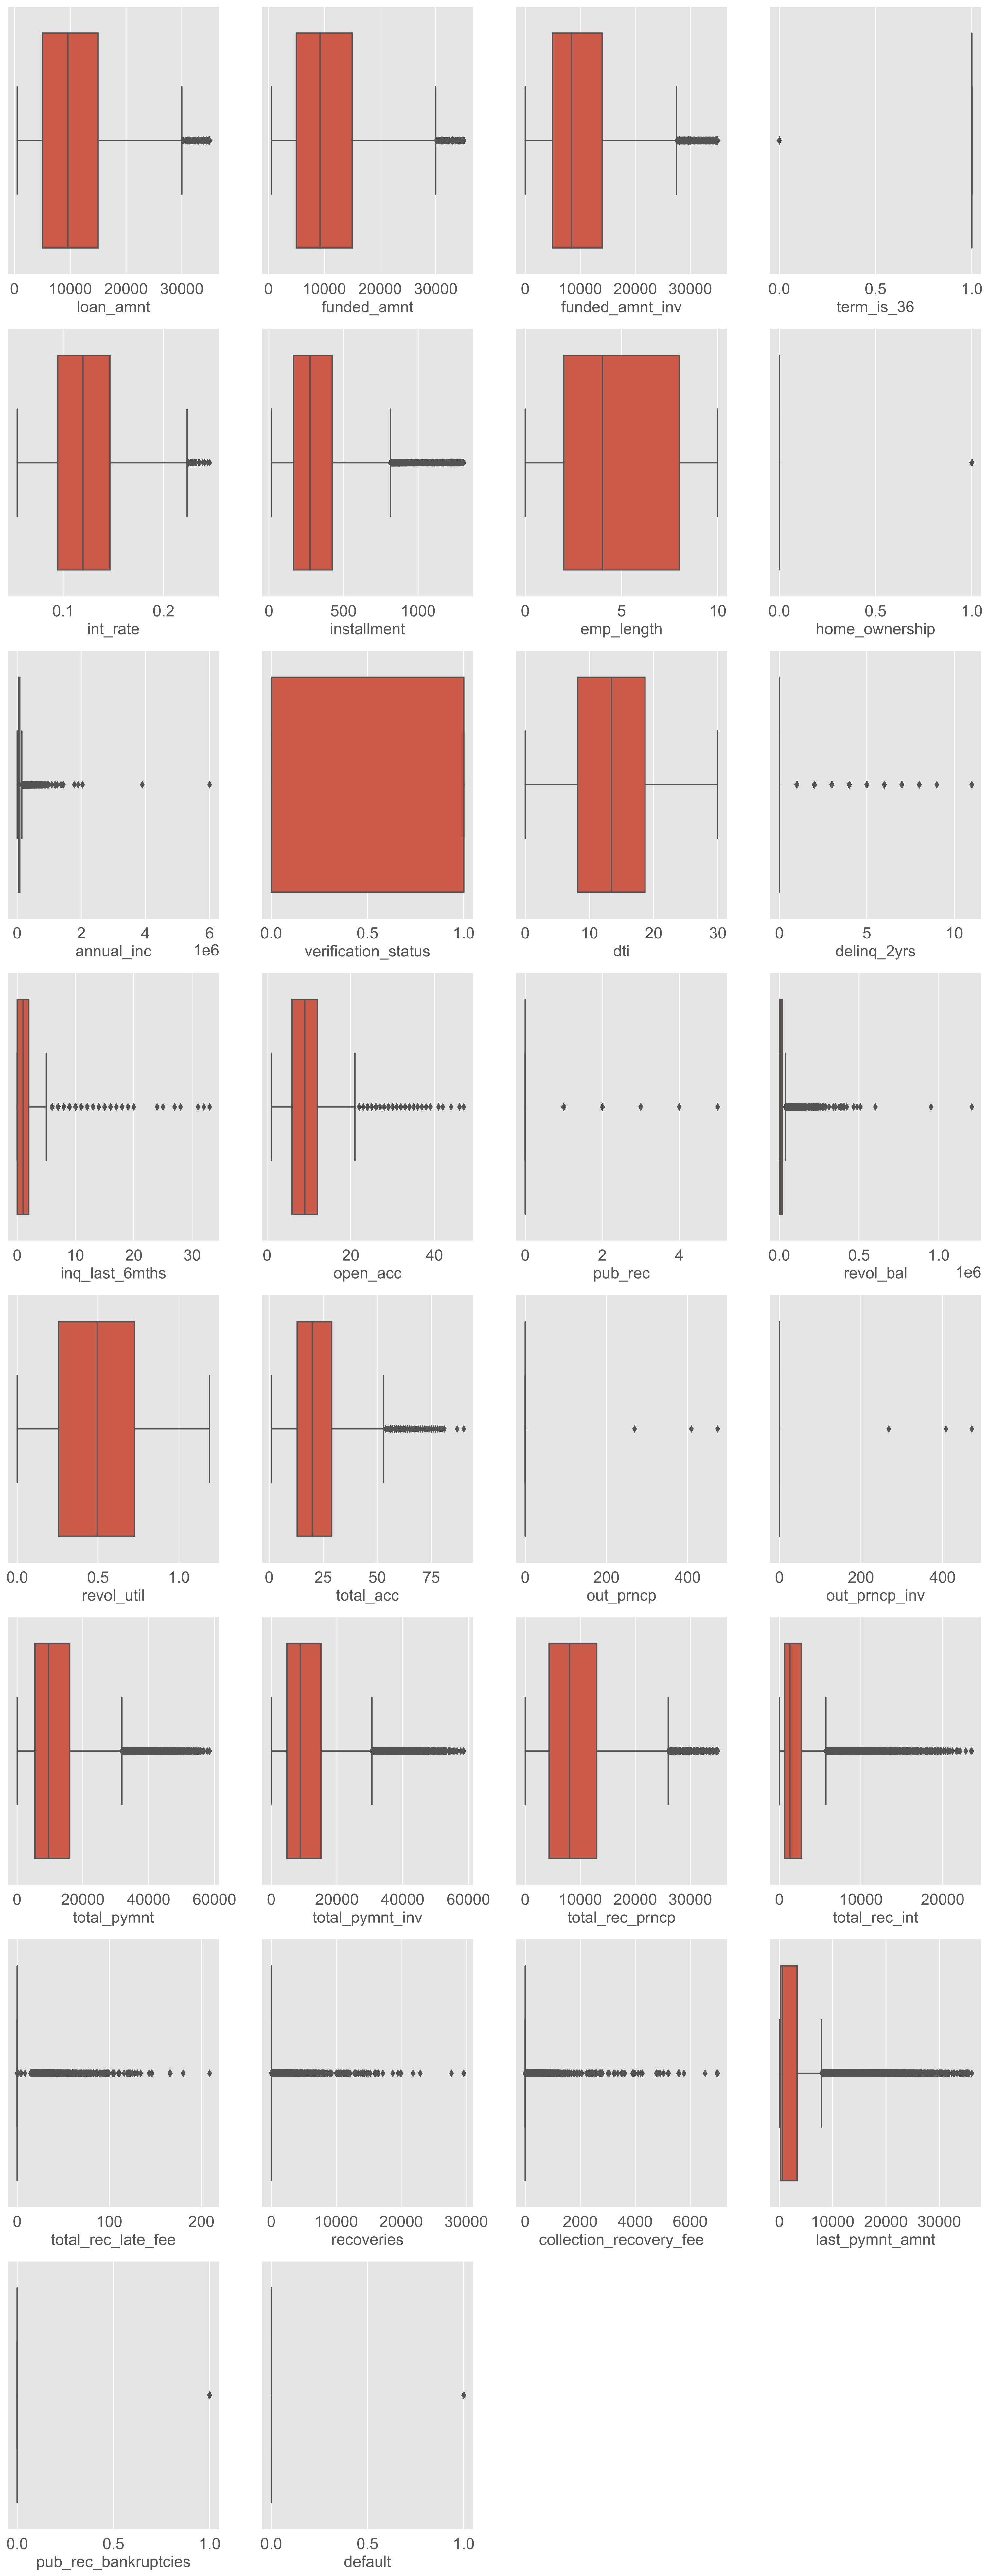 0 10000 20000 30000
loan_amnt
0 10000 20000 30000
funded_amnt
0 10000 20000 30000
funded_amnt_inv
0.0 0.5 1.0
term_is_36
0.1 0.2
int_rate
0 500 1000
installment
0 5 10
emp_length
0.0 0.5 1.0
home_ownership
0 2 4 6
annual_inc 1e6
0.0 0.5 1.0
verification_status
0 10 20 30
dti
0 5 10
delinq_2yrs
0 10 20 30
inq_last_6mths
0 20 40
open_acc
0 2 4
pub_rec
0.0 0.5 1.0
revol_bal 1e6
0.0 0.5 1.0
revol_util
0 25 50 75
total_acc
0 200 400
out_prncp
0 200 400
out_prncp_inv
0 20000 40000 60000
total_pymnt
0 20000 40000 60000
total_pymnt_inv
0 10000 20000 30000
total_rec_prncp
0 10000 20000
total_rec_int
0 100 200
total_rec_late_fee
0 10000 20000 30000
recoveries
0 2000 4000 6000
collection_recovery_fee
0 10000 20000 30000
last_pymnt_amnt
0.0 0.5 1.0
pub_rec_bankruptcies
0.0 0.5 1.0
default